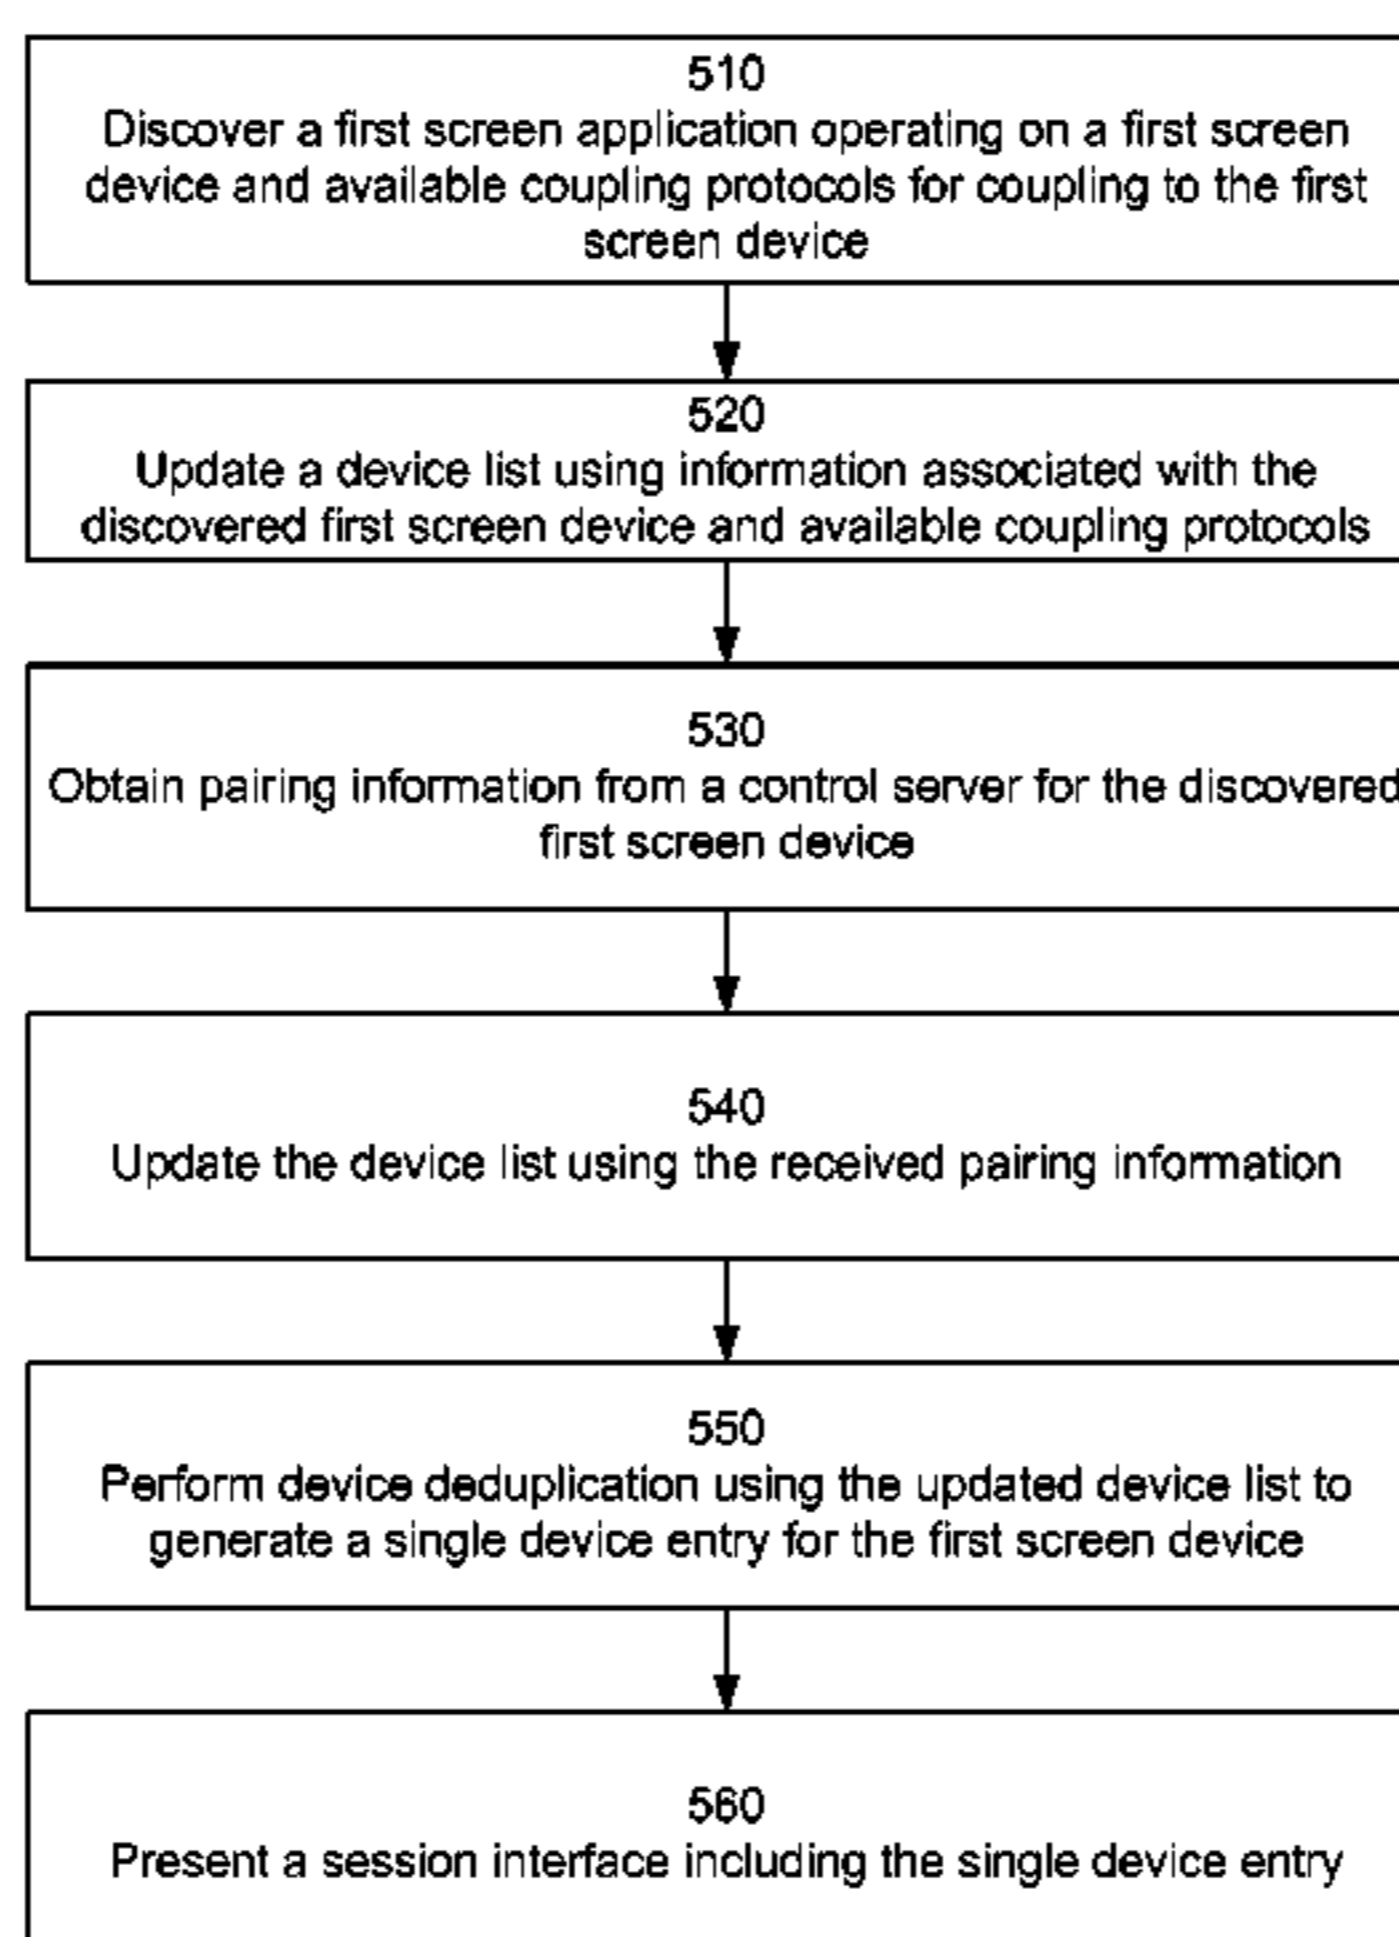 510
Discover a first screen application operating on a first screen
device and available coupling protocols for coupling to the first
screen device
520
Update a device list using information associated with the
discovered first screen device and available coupling protocols
530
Obtain pairing information from a control server for the discovered
first screen device
540
Update the device list using the received pairing information
550
Perform device deduplication using the updated device list to
generate a single device entry for the first screen device
560
Present a session interface including the single device entry